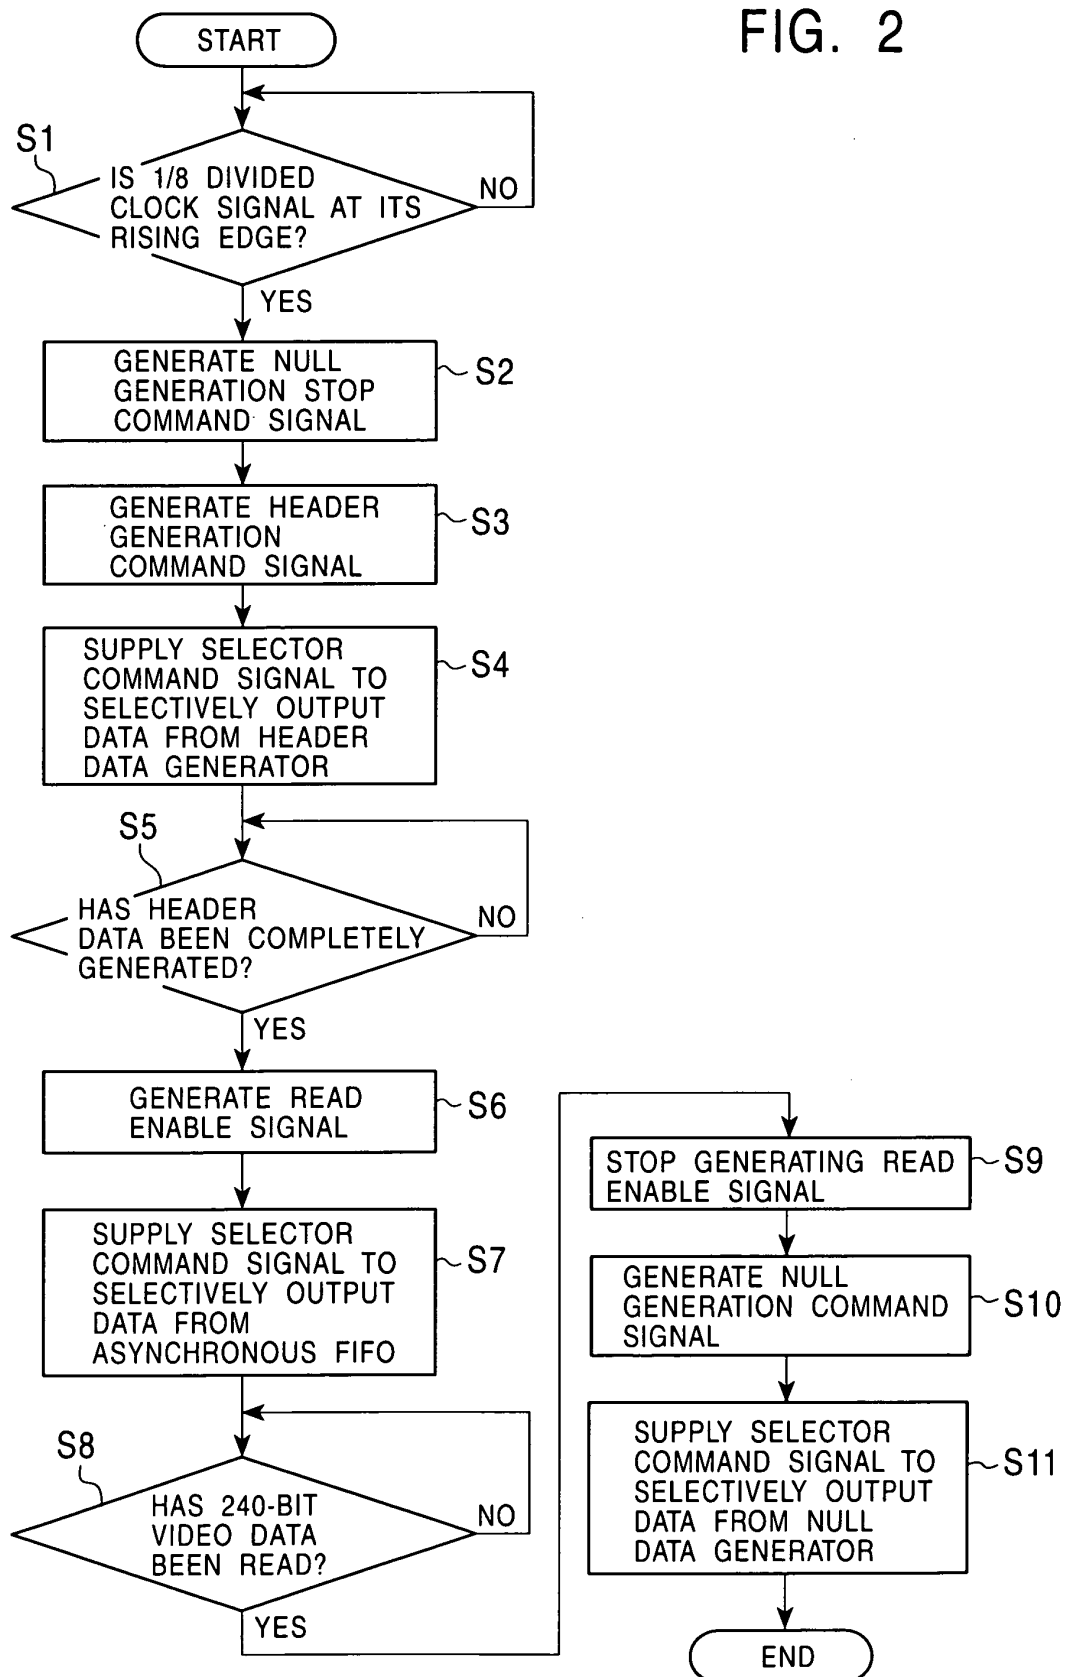 FIG. 2
START
S1
IS 1/8 DIVIDED
CLOCK SIGNAL AT ITS
RISING EDGE?
NO
YES
GENERATE NULL
GENERATION STOP
COMMAND SIGNAL
S2
GENERATE HEADER
GENERATION
COMMAND SIGNAL
S3
SUPPLY SELECTOR
COMMAND SIGNAL TO
SELECTIVELY OUTPUT
DATA FROM HEADER
DATA GENERATOR
S4
S5
HAS HEADER
DATA BEEN COMPLETELY
GENERATED?
NO
YES
GENERATE READ
ENABLE SIGNAL
S6
SUPPLY SELECTOR
COMMAND SIGNAL TO
SELECTIVELY OUTPUT
DATA FROM
ASYNCHRONOUS FIFO
S7
S8
HAS 240-BIT
VIDEO DATA
BEEN READ?
NO
YES
STOP GENERATING READ
ENABLE SIGNAL
S9
GENERATE NULL
GENERATION COMMAND
SIGNAL
S10
SUPPLY SELECTOR
COMMAND SIGNAL TO
SELECTIVELY OUTPUT
DATA FROM NULL
DATA GENERATOR
S11
END